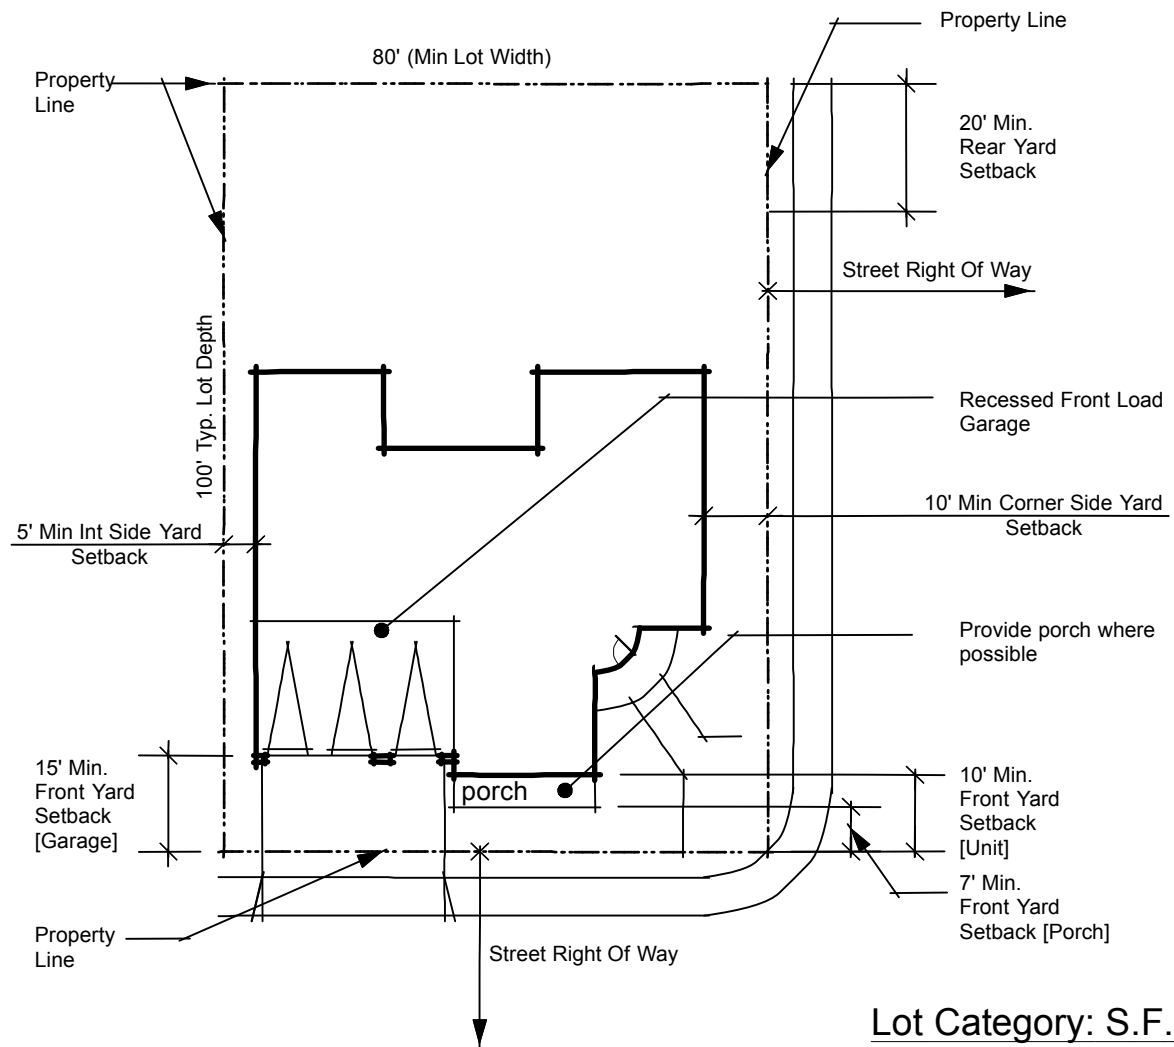 Property Line
80' (Min Lot Width)
Property
Line
20' Min.
Rear Yard
Setback
Street Right Of Way
100' Typ. Lot Depth
Recessed Front Load
Garage
5' Min Int Side Yard
Setback
10' Min Corner Side Yard
Setback
Provide porch where
possible
15' Min.
Front Yard
Setback
[Garage]
porch
10' Min.
Front Yard
Setback
[Unit]
7' Min.
Front Yard
Setback [Porch]
Property
Line
Street Right Of Way
Lot Category: S.F.